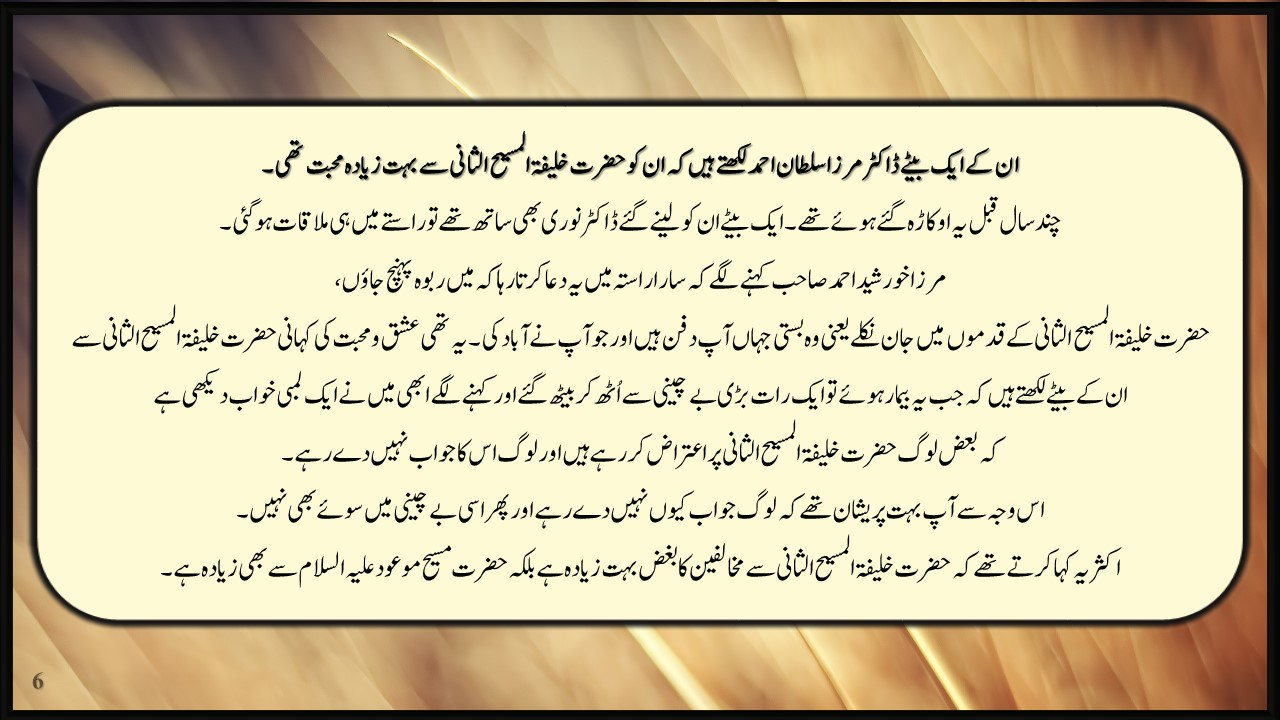 ان کے ایک بیٹے ڈاکٹر مرزا سلطان احمد لکھتے ہیں کہ ان کو حضرت خلیفۃ المسیح الثانی سے بہت زیادہ محبت تھی۔
چند سال قبل یہ اوکاڑہ گئے ہوئے تھے۔ ایک بیٹے ان کو لینے گئے ڈاکٹر نوری بھی ساتھ تھے تو راستے میں ہی ملاقات ہو گئی۔
مرزا خورشید احمد صاحب کہنے لگے کہ سارا راستہ میں یہ دعا کرتا رہا کہ میں ربوہ پہنچ جاؤں،
حضرت خلیفۃ المسیح الثانی کے قدموں میں جان نکلے یعنی وہ بستی جہاں آپ دفن ہیں اور جو آپ نے آباد کی۔ یہ تھی عشق و محبت کی کہانی حضرت خلیفۃ المسیح الثانی سے
ان کے بیٹے لکھتے ہیں کہ جب یہ بیمار ہوئے تو ایک رات بڑی بے چینی سے اُٹھ کر بیٹھ گئے اور کہنے لگے ابھی میں نے ایک لمبی خواب دیکھی ہے
کہ بعض لوگ حضرت خلیفۃ المسیح الثانی پر اعتراض کر رہے ہیں اور لوگ اس کا جواب نہیں دے رہے۔
اس وجہ سے آپ بہت پریشان تھے کہ لوگ جواب کیوں نہیں دے رہے اور پھر اسی بے چینی میں سوئے بھی نہیں۔
اکثر یہ کہا کرتے تھے کہ حضرت خلیفۃ المسیح الثانی سے مخالفین کا بغض بہت زیادہ ہے بلکہ حضرت مسیح موعود علیہ السلام سے بھی زیادہ ہے۔
6